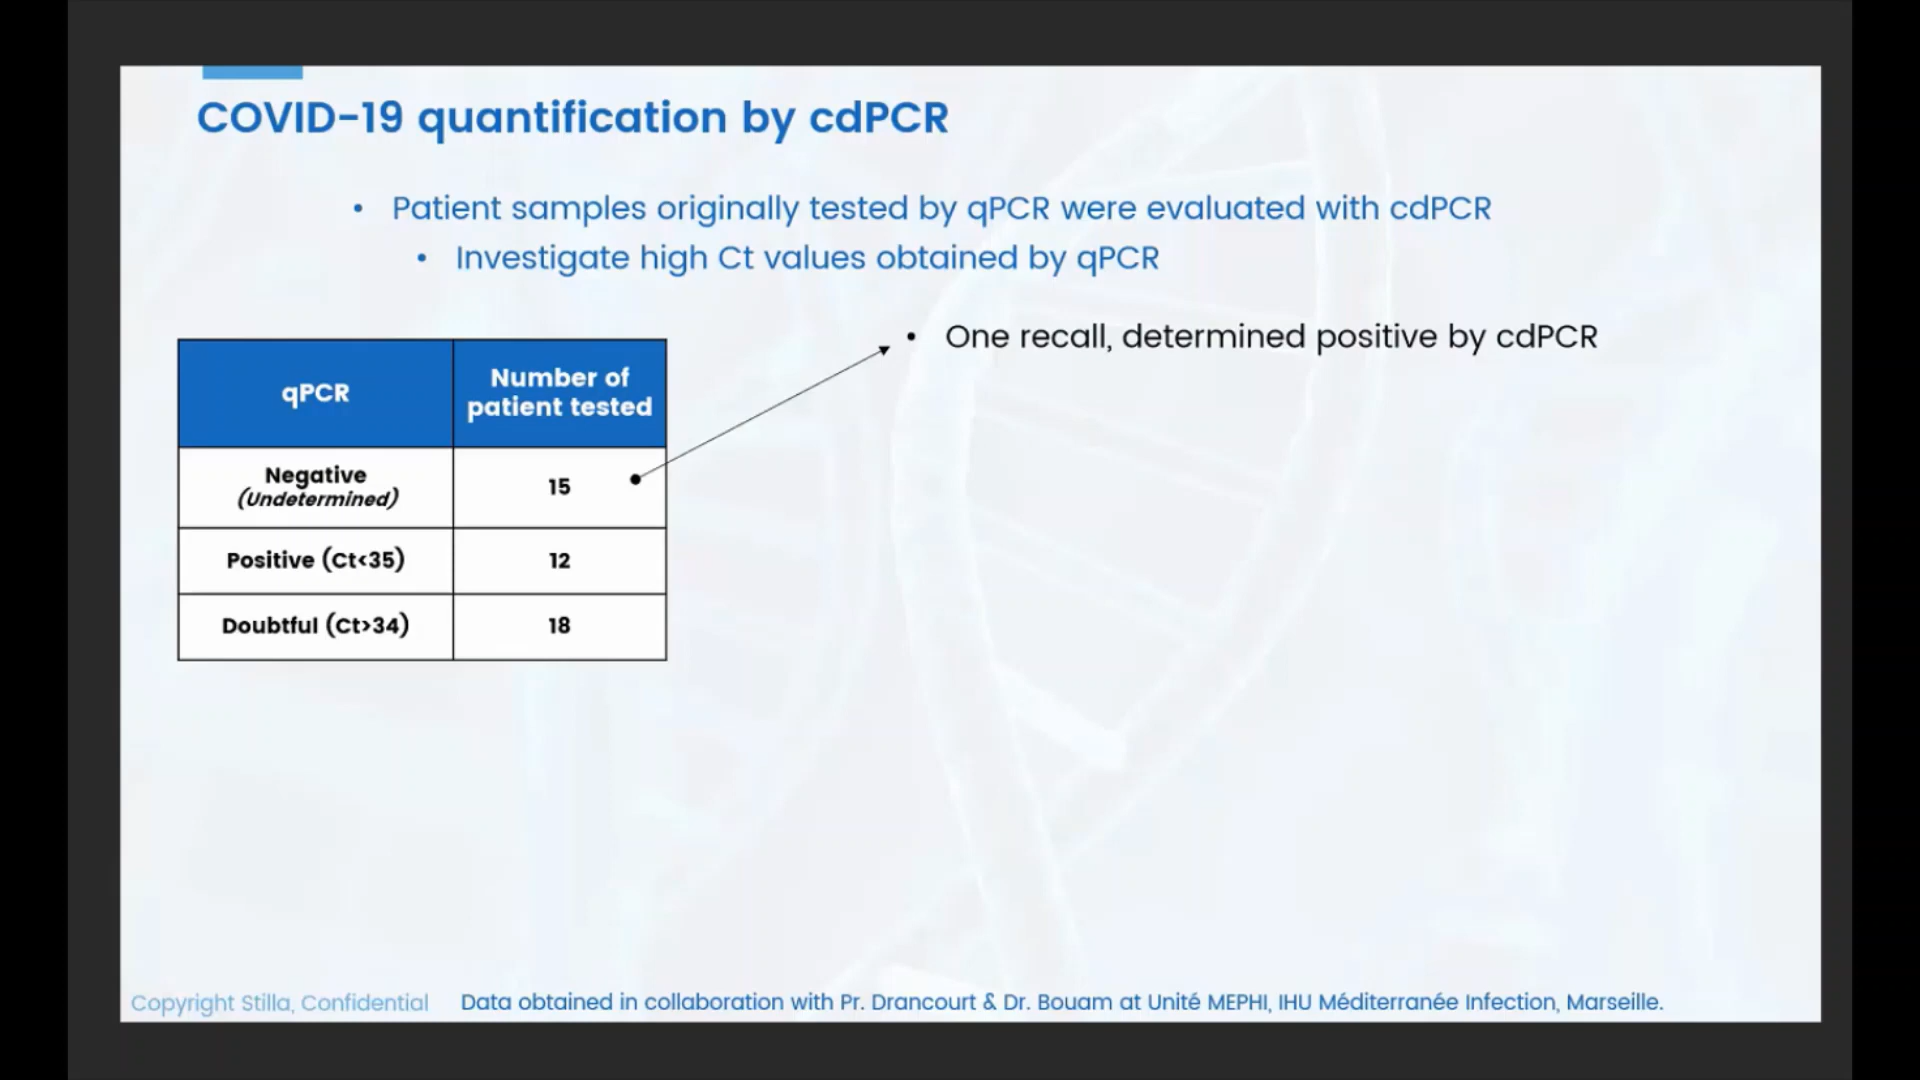 COVID-19 quantification by cdPCR
• Patient samples originally tested by qPCR were evaluated with cdPCR
• Investigate high Ct values obtained by qPCR
• One recall, determined positive by cdPCR
qPCR
Number of
patient tested
Negative
(Undetermined)
15
Positive (Ct<35)
12
Doubtful (Ct>34)
18
Copyright Stilla, Confidential
Data obtained in collaboration with Pr. Drancourt & Dr. Bouam at Unité MEPHI, IHU Méditerranée Infection, Marseille.